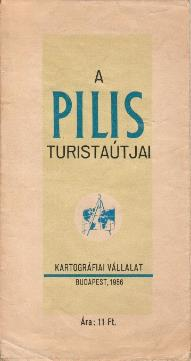 A
PILIS
TURISTAÚTJAI
KARTOGRÁFIAI VÁLLALAT
BUDAPEST, 1956
Ára: 11 Ft.